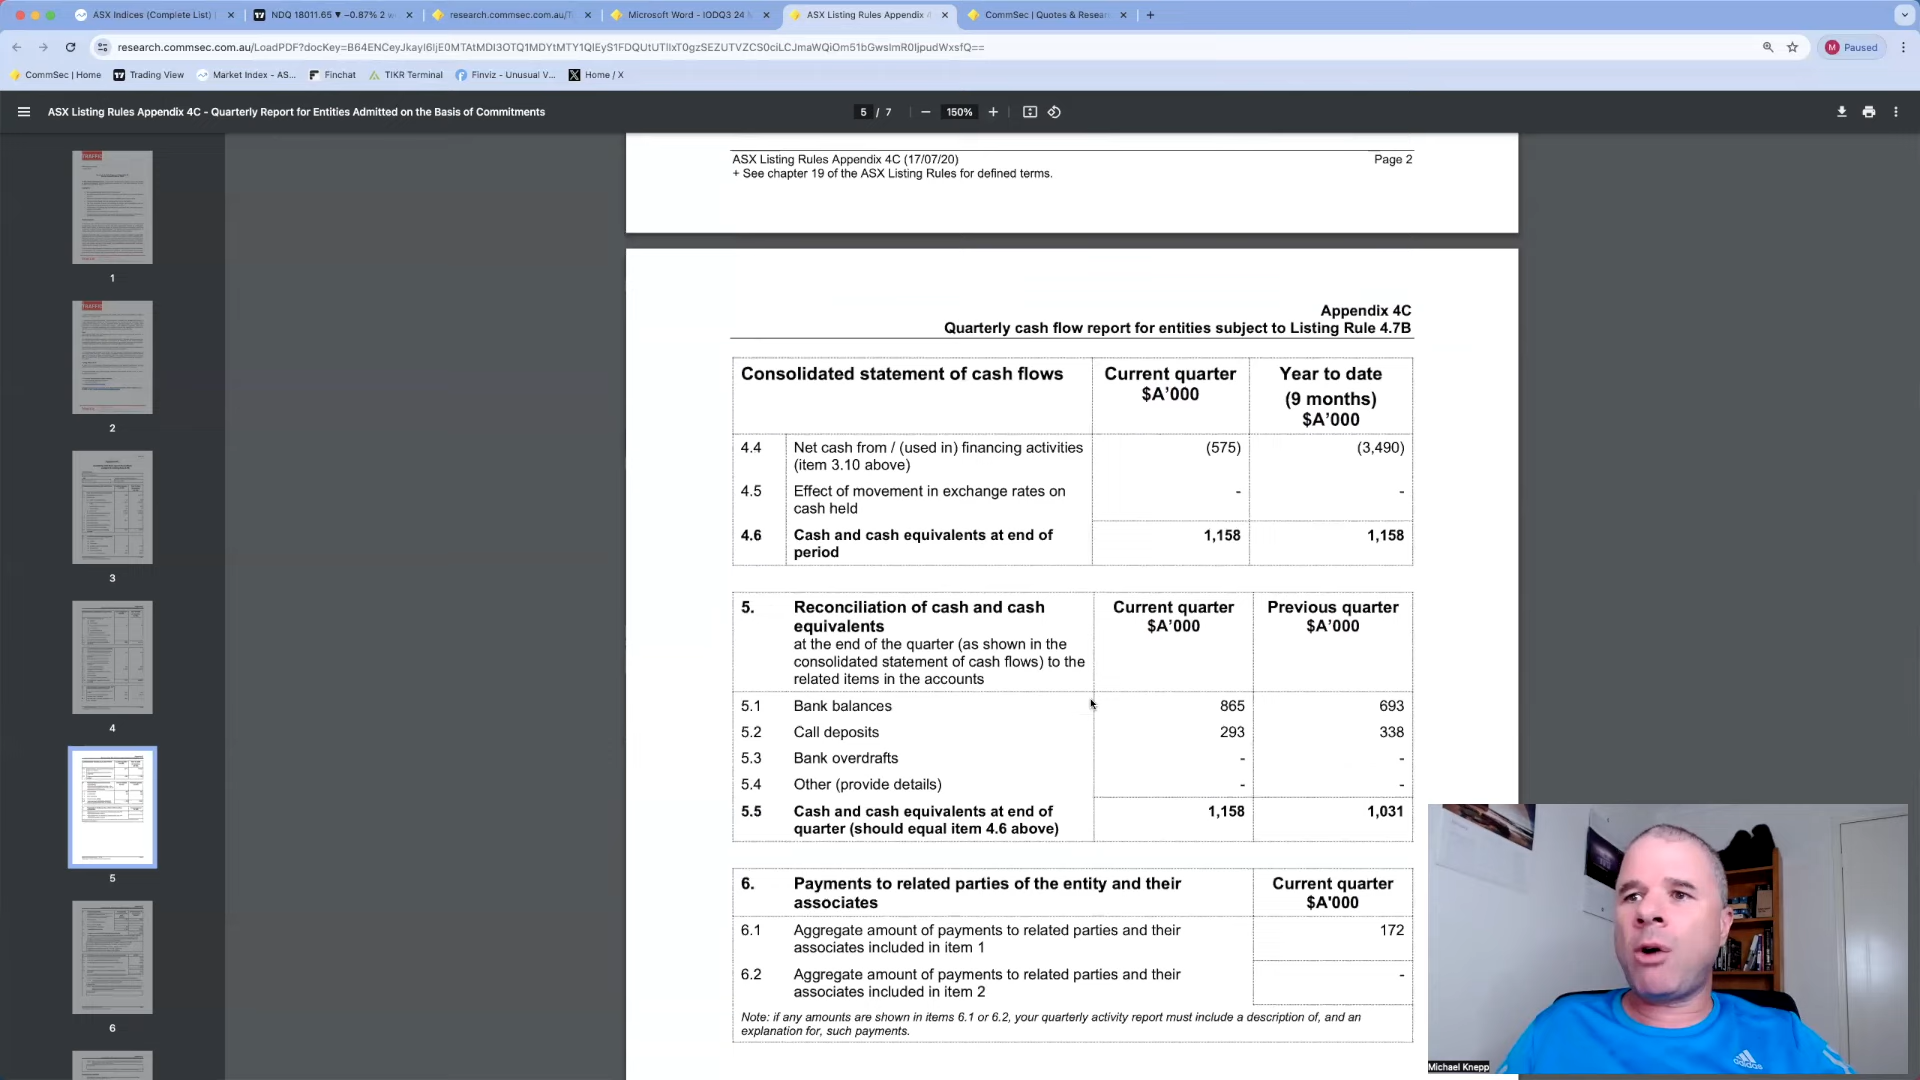 ASX Indices (Complete List) |
NDQ 18011.65 ▼ −0.87% 2 w
research.commsec.com.au/
Microsoft Word - IODQ3 24
ASX Listing Rules Appendix
CommSec | Quotes & Resear
research.commsec.com.au/LoadPDF?docKey=
Paused
CommSec | Home
Trading View
Market Index - AS...
Finchat
TIKR Terminal
Finviz - Unusual V...
Home / X
ASX Listing Rules Appendix 4C - Quarterly Report for Entities Admitted on the Basis of Commitments
5 / 7
150%
1
2
3
4
5
6
ASX Listing Rules Appendix 4C (17/07/20)
Page 2
+ See chapter 19 of the ASX Listing Rules for defined terms.
Appendix 4C
Quarterly cash flow report for entities subject to Listing Rule 4.7B
Consolidated statement of cash flows
Current quarter
$A’000
Year to date
(9 months)
$A’000
4.4 Net cash from / (used in) financing activities (575) (3,490)
(item 3.10 above)
4.5 Effect of movement in exchange rates on - -
cash held
4.6 Cash and cash equivalents at end of 1,158 1,158
period
5. Reconciliation of cash and cash
equivalents
at the end of the quarter (as shown in the
consolidated statement of cash flows) to the
related items in the accounts
Current quarter
$A’000
Previous quarter
$A’000
5.1 Bank balances 865 693
5.2 Call deposits 293 338
5.3 Bank overdrafts - -
5.4 Other (provide details) - -
5.5 Cash and cash equivalents at end of 1,158 1,031
quarter (should equal item 4.6 above)
6. Payments to related parties of the entity and their
associates
Current quarter
$A'000
6.1 Aggregate amount of payments to related parties and their 172
associates included in item 1
6.2 Aggregate amount of payments to related parties and their -
associates included in item 2
Note: if any amounts are shown in items 6.1 or 6.2, your quarterly activity report must include a description of, and an
explanation for, such payments.
adidas
Michael Knepp